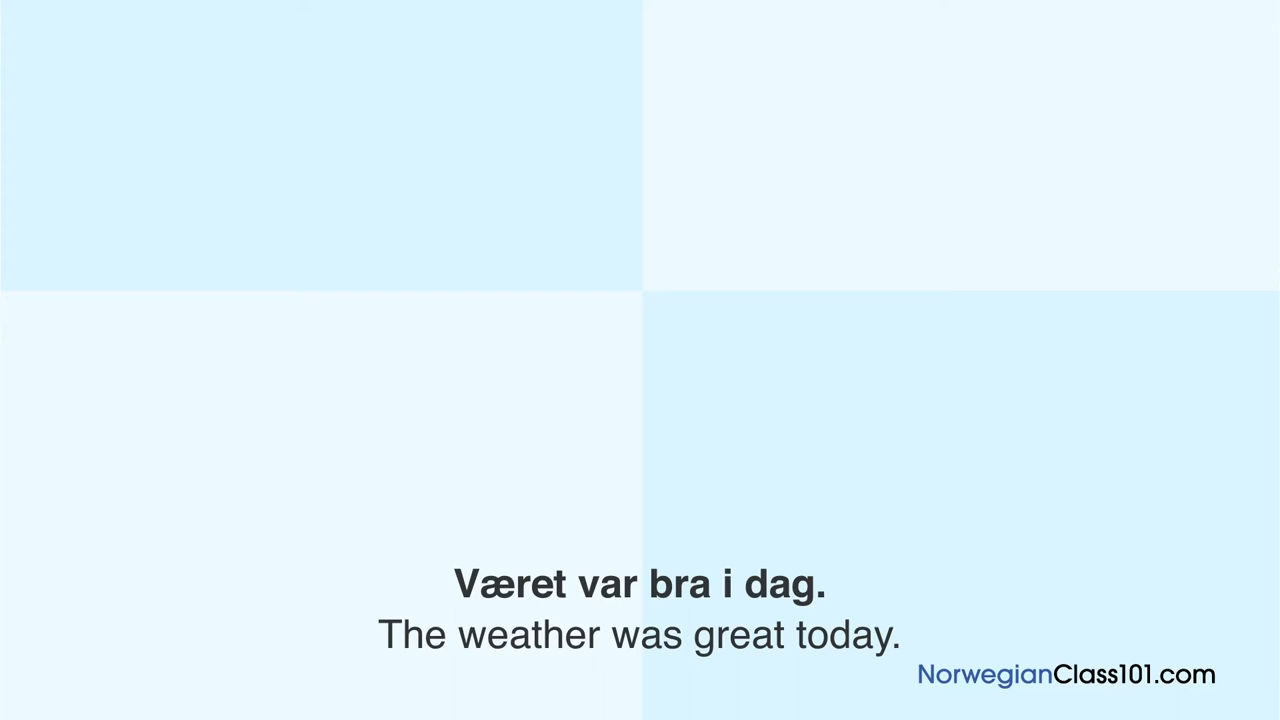 Været var bra i dag.
The weather was great today.
NorwegianClass101.com